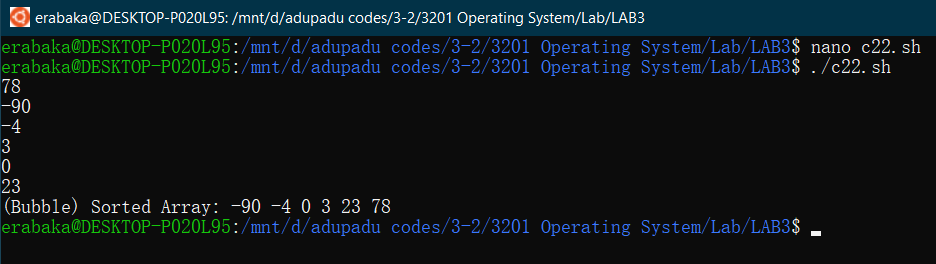 erabaka@DESKTOP-P020L95: /mnt/d/adupadu codes/3-2/3201 Operating System/Lab/LAB3
erabaka@DESKTOP-P020L95:/mnt/d/adupadu codes/3-2/3201 Operating System/Lab/LAB3$ nano c22.sh
erabaka@DESKTOP-P020L95:/mnt/d/adupadu codes/3-2/3201 Operating System/Lab/LAB3$ ./c22.sh
78
-90
-4
3
0
23
(Bubble) Sorted Array: -90 -4 0 3 23 78
erabaka@DESKTOP-P020L95:/mnt/d/adupadu codes/3-2/3201 Operating System/Lab/LAB3$